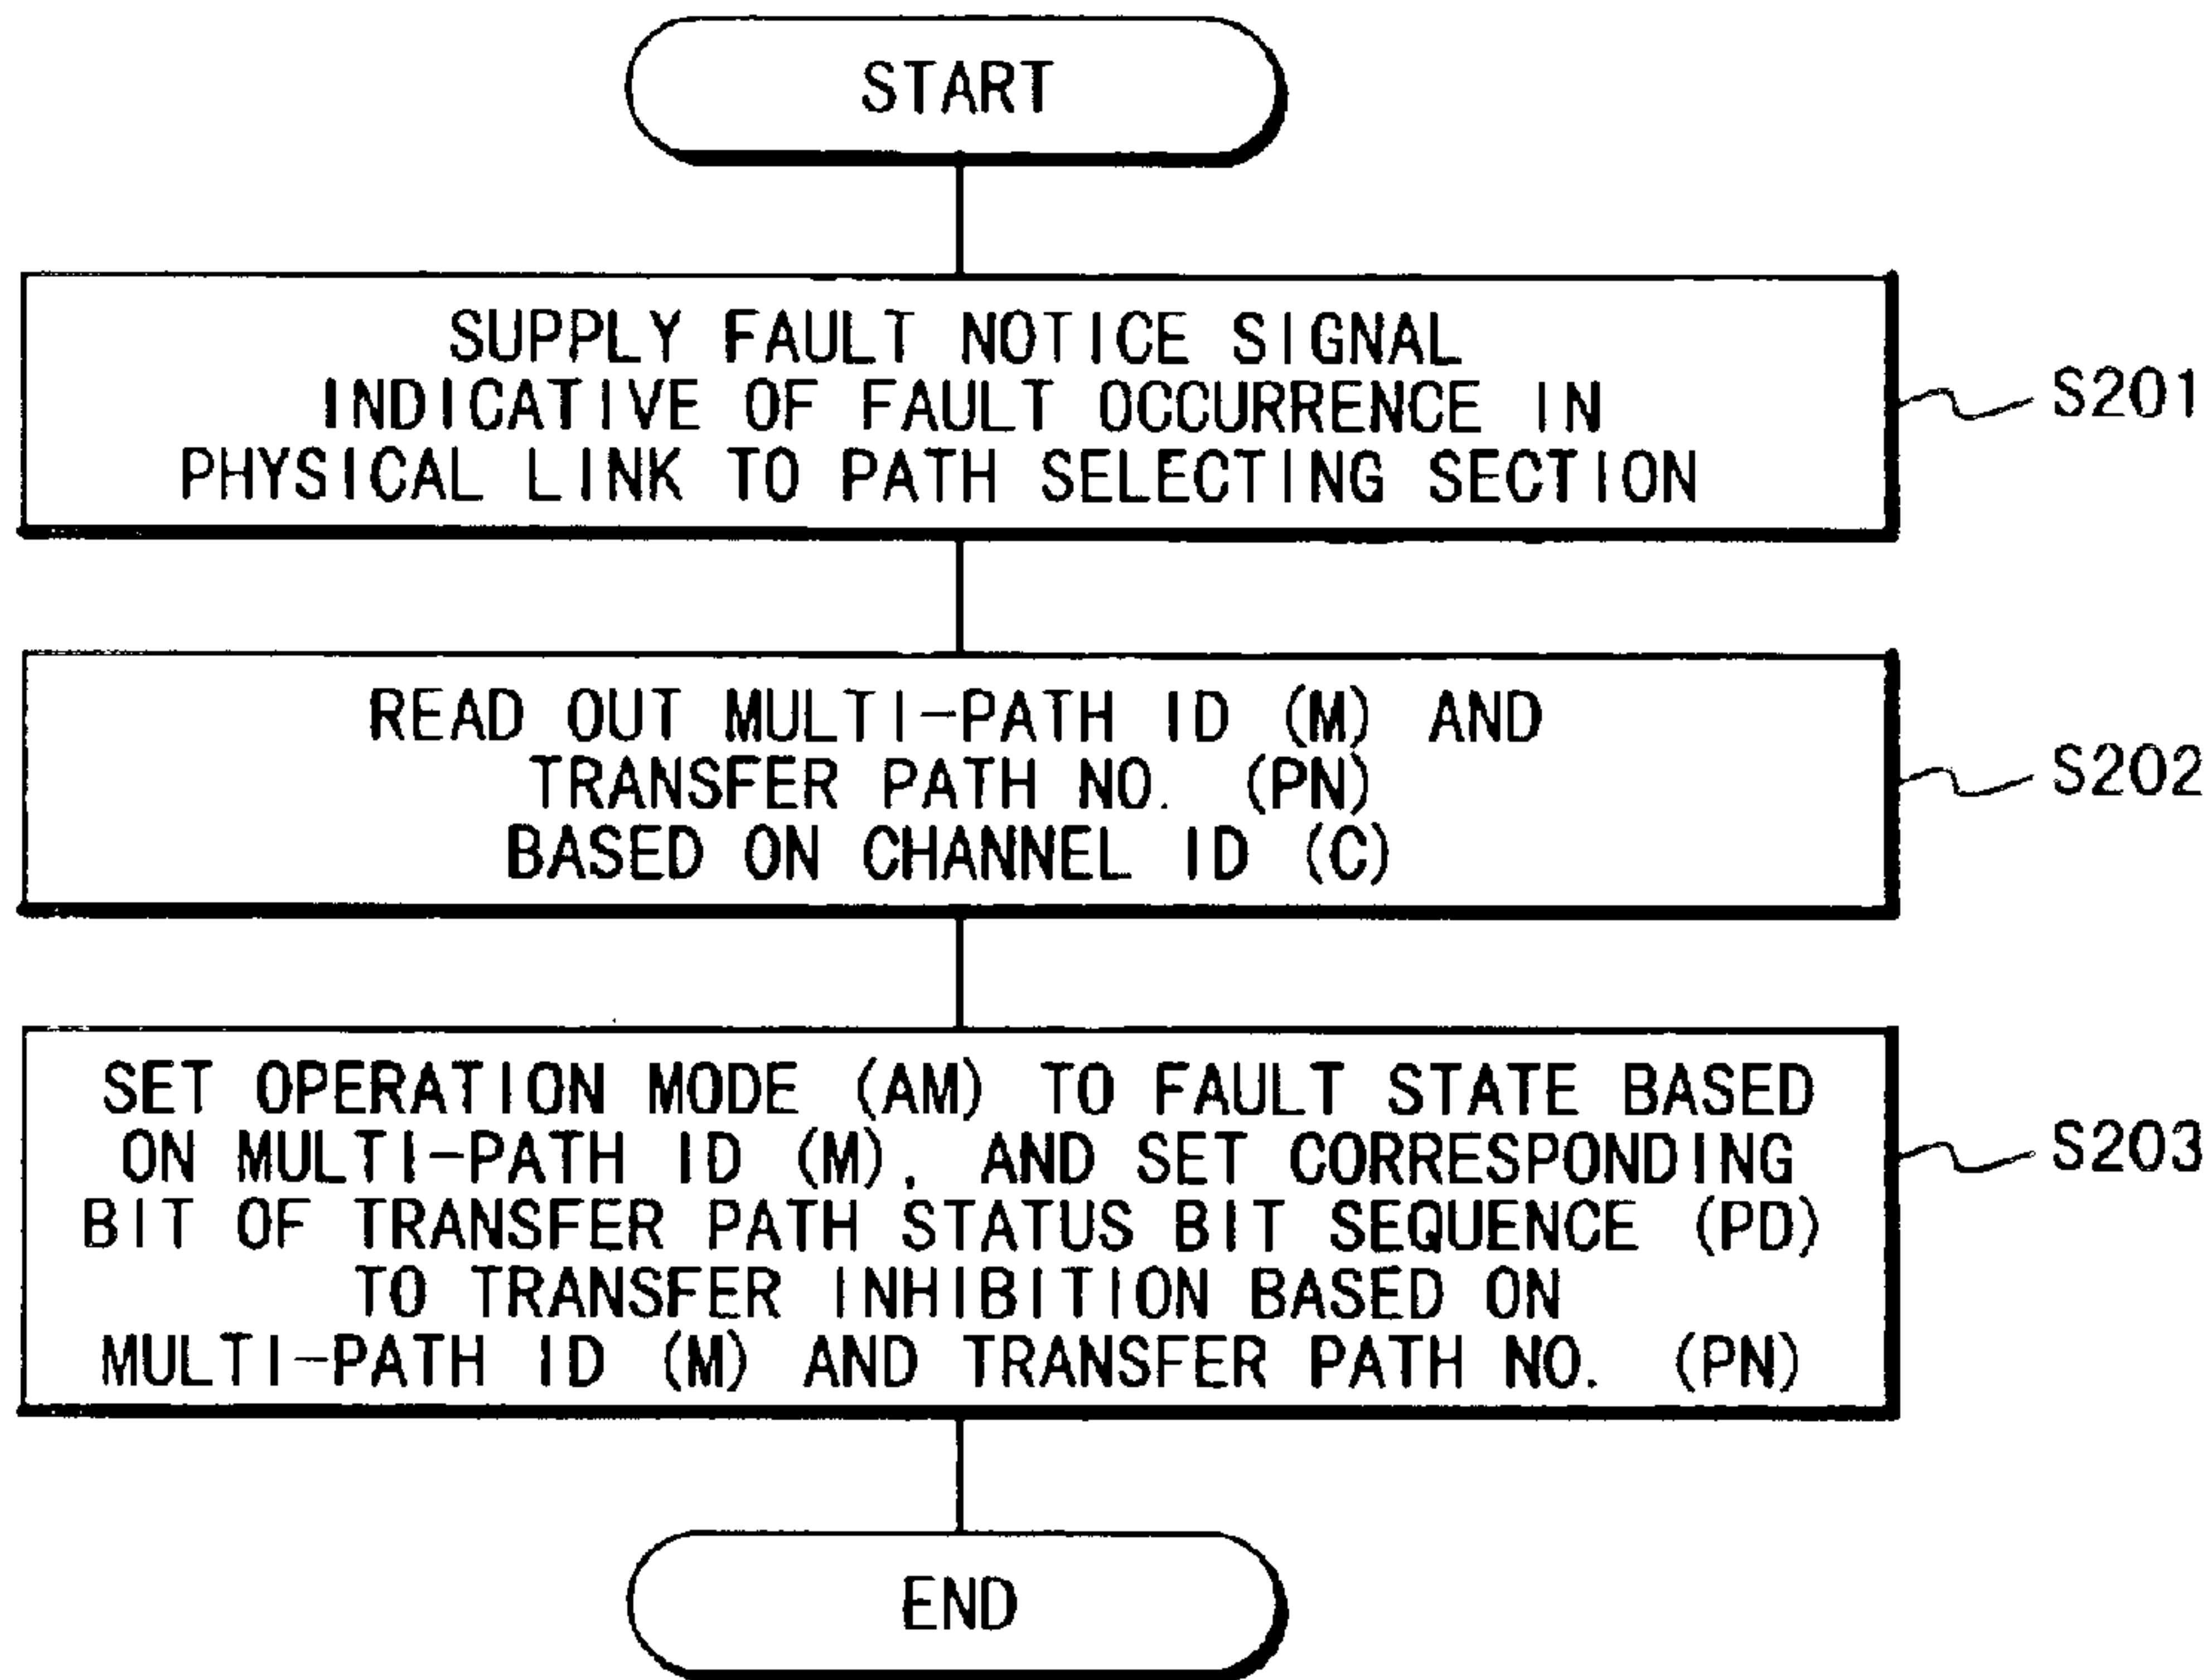 START
SUPPLY FAULT NOTICE SIGNAL
INDICATIVE OF FAULT OCCURRENCE IN
PHYSICAL LINK TO PATH SELECTING SECTION
S201
READ OUT MULTI-PATH ID (M) AND
TRANSFER PATH NO. (PN)
BASED ON CHANNEL ID (C)
S202
SET OPERATION MODE (AM) TO FAULT STATE BASED
ON MULTI-PATH ID (M), AND SET CORRESPONDING
BIT OF TRANSFER PATH STATUS BIT SEQUENCE (PD)
TO TRANSFER INHIBITION BASED ON
MULTI-PATH ID (M) AND TRANSFER PATH NO. (PN)
S203
END